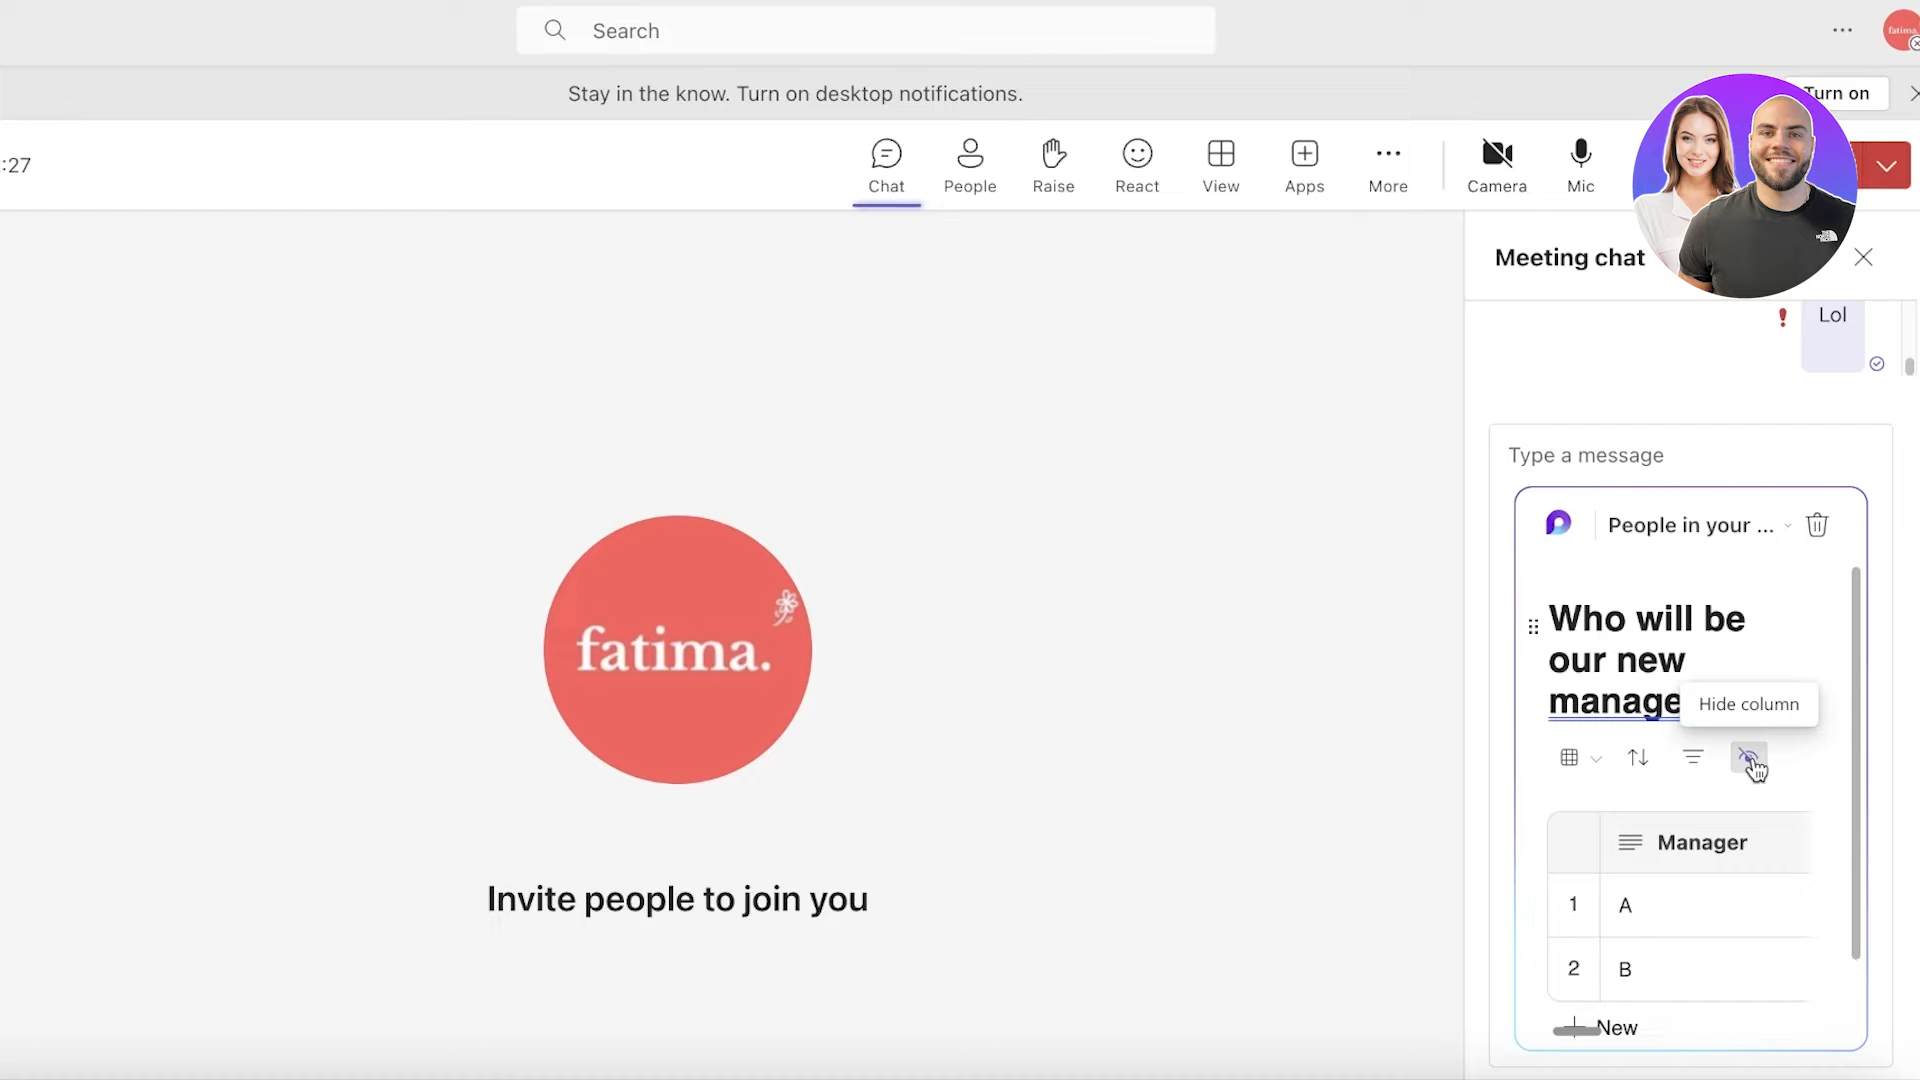 Search
fatima.
Stay in the know. Turn on desktop notifications.
Turn on
:27
Chat
People
Raise
React
View
Apps
More
Camera
Mic
Meeting chat
Lol
Type a message
People in your ...
Who will be
our new
manage
Hide column
Manager
1 A
2 B
New
fatima.
Invite people to join you